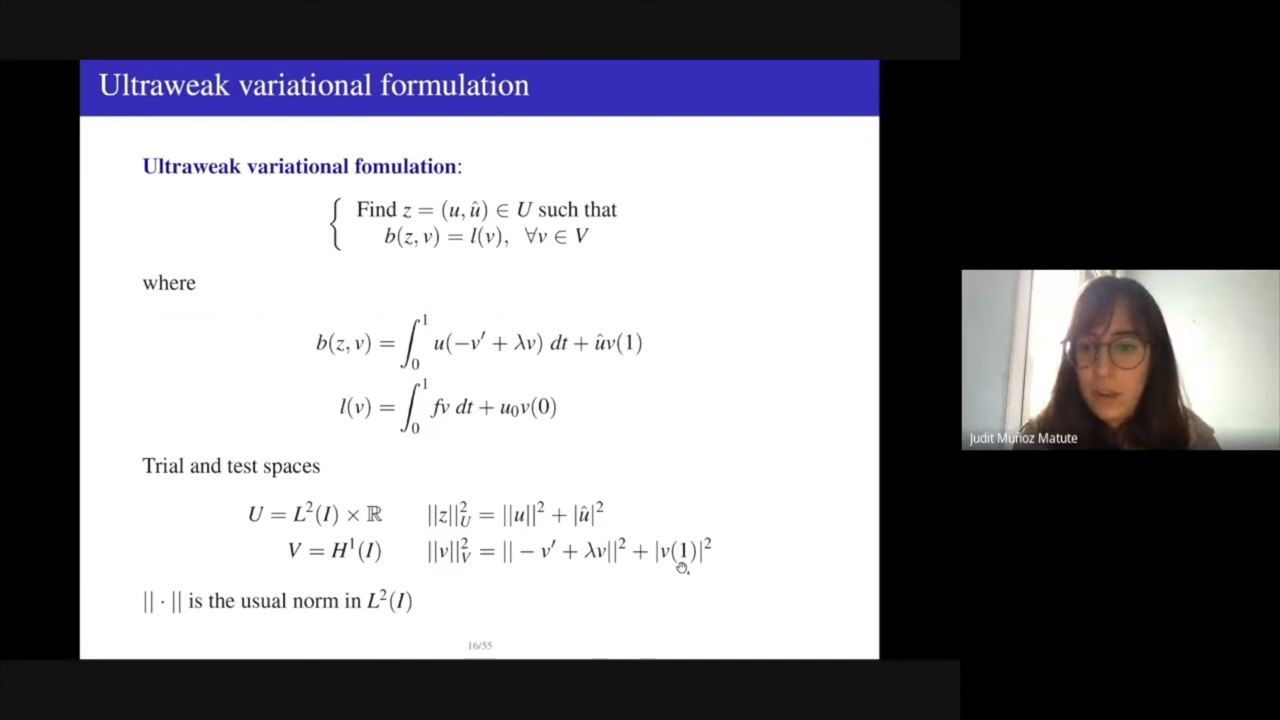 Ultraweak variational formulation
Ultraweak variational fomulation:
Find z = (u, û) ∈ U such that
b(z, v) = l(v), ∀v ∈ V
where
b(z, v) = ∫₀¹ u(−v′ + λv) dt + ûv(1)
l(v) = ∫₀¹ fv dt + u₀v(0)
Trial and test spaces
U = L²(I) × ℝ ||z||²_U = ||u||² + |û|²
V = H¹(I) ||v||²_V = || − v′ + λv||² + |v(1)|²
|| · || is the usual norm in L²(I)
16/55
Judit Muñoz Matute